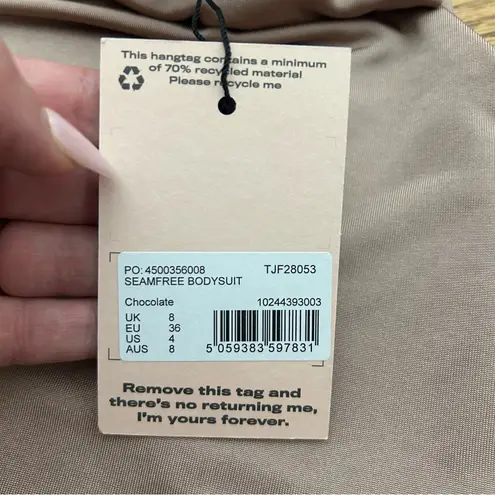 This hangtag contains a minimum
of 70% recycled material
Please recycle me
PO: 4500356008 TJF28053
SEAMFREE BODYSUIT
Chocolate 10244393003
UK 8
EU 36
US 4
AUS 8
5 059383 597831
Remove this tag and
there's no returning me,
I'm yours forever.